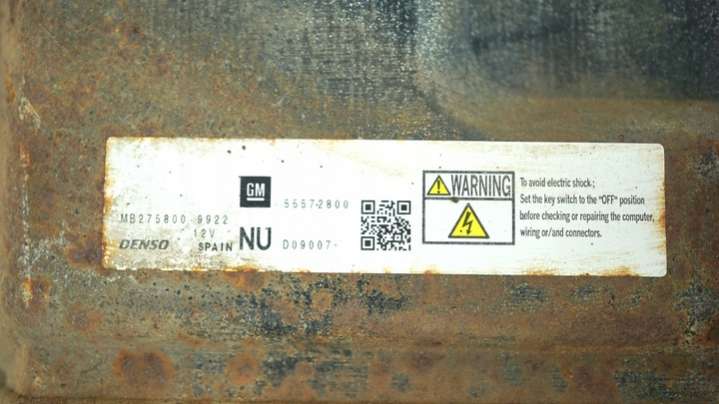 GM
55572800
MB275800-9922
12V
DENSO
SPAIN
NU
D09007-
WARNING
To avoid electric shock;
Set the key switch to the "OFF" position
before checking or repairing the computer,
wiring or/and connectors.